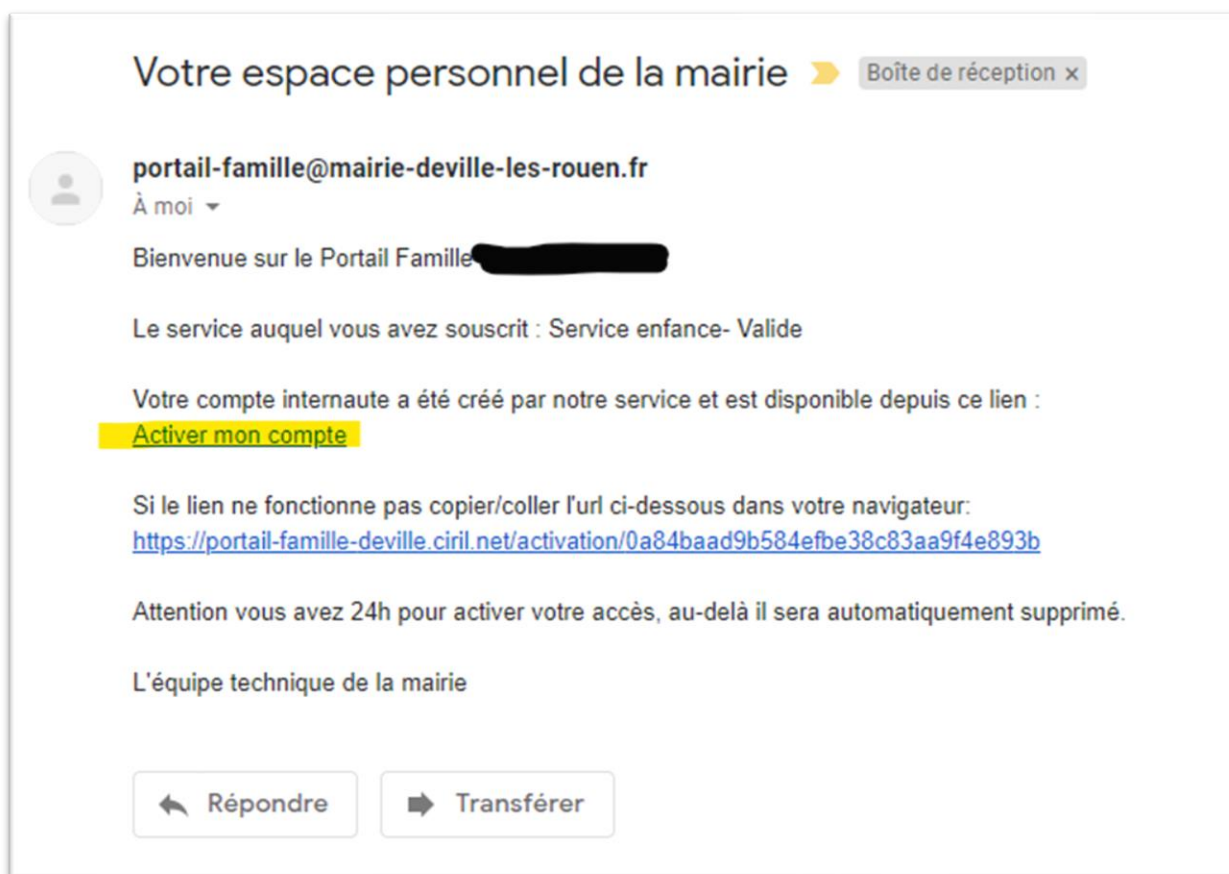 Votre espace personnel de la mairie Boîte de réception ×
portail-famille@mairie-deville-les-rouen.fr
À moi
Bienvenue sur le Portail Famille
Le service auquel vous avez souscrit : Service enfance- Valide
Votre compte internaute a été créé par notre service et est disponible depuis ce lien :
Activer mon compte
Si le lien ne fonctionne pas copier/coller l'url ci-dessous dans votre navigateur:
https://portail-famille-deville.ciril.net/activation/0a84baad9b584efbe38c83aa9f4e893b
Attention vous avez 24h pour activer votre accès, au-delà il sera automatiquement supprimé.
L'équipe technique de la mairie
Répondre Transférer